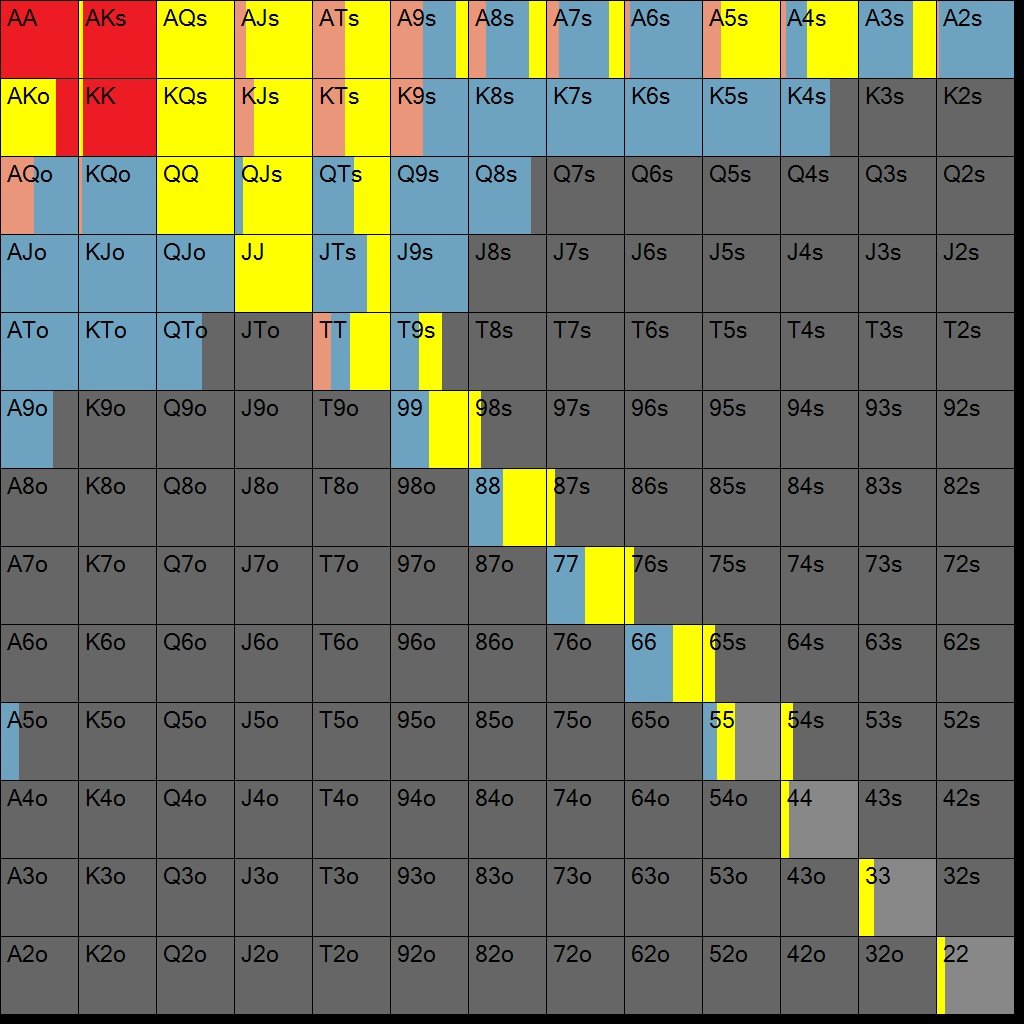 AA AKs AQs AJs ATs A9s A8s A7s A6s A5s A4s A3s A2s
AKo KK KQs KJs KTs K9s K8s K7s K6s K5s K4s K3s K2s
AQo KQo QQ QJs QTs Q9s Q8s Q7s Q6s Q5s Q4s Q3s Q2s
AJo KJo QJo JJ JTs J9s J8s J7s J6s J5s J4s J3s J2s
ATo KTo QTo JTo TT T9s T8s T7s T6s T5s T4s T3s T2s
A9o K9o Q9o J9o T9o 99 98s 97s 96s 95s 94s 93s 92s
A8o K8o Q8o J8o T8o 98o 88 87s 86s 85s 84s 83s 82s
A7o K7o Q7o J7o T7o 97o 87o 77 76s 75s 74s 73s 72s
A6o K6o Q6o J6o T6o 96o 86o 76o 66 65s 64s 63s 62s
A5o K5o Q5o J5o T5o 95o 85o 75o 65o 55 54s 53s 52s
A4o K4o Q4o J4o T4o 94o 84o 74o 64o 54o 44 43s 42s
A3o K3o Q3o J3o T3o 93o 83o 73o 63o 53o 43o 33 32s
A2o K2o Q2o J2o T2o 92o 82o 72o 62o 52o 42o 32o 22